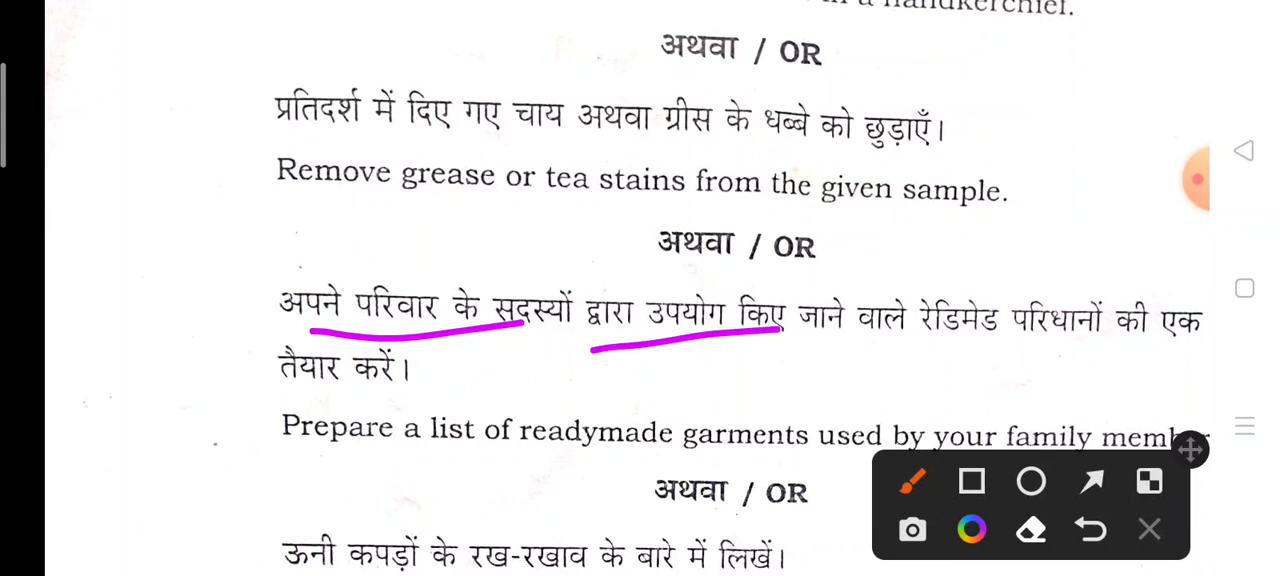 handkerchief.
अथवा / OR
प्रतिदर्श में दिए गए चाय अथवा ग्रीस के धब्बे को छुड़ाएँ।
Remove grease or tea stains from the given sample.
अथवा / OR
अपने परिवार के सदस्यों द्वारा उपयोग किए जाने वाले रेडिमेड परिधानों की एक
तैयार करें।
Prepare a list of readymade garments used by your family
अथवा / OR
ऊनी कपड़ों के रख-रखाव के बारे में लिखें।